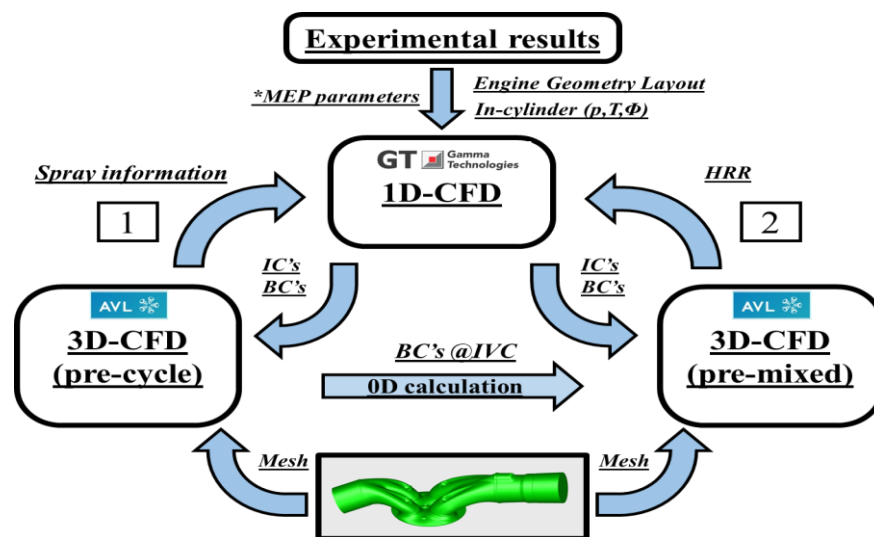 Experimental results
*MEP parameters
Engine Geometry Layout
In-cylinder (p,T,Φ)
GT Gamma
Technologies
1D-CFD
Spray information
1
HRR
2
IC's
BC's
IC's
BC's
AVL
3D-CFD
(pre-cycle)
BC's @IVC
0D calculation
AVL
3D-CFD
(pre-mixed)
Mesh
Mesh